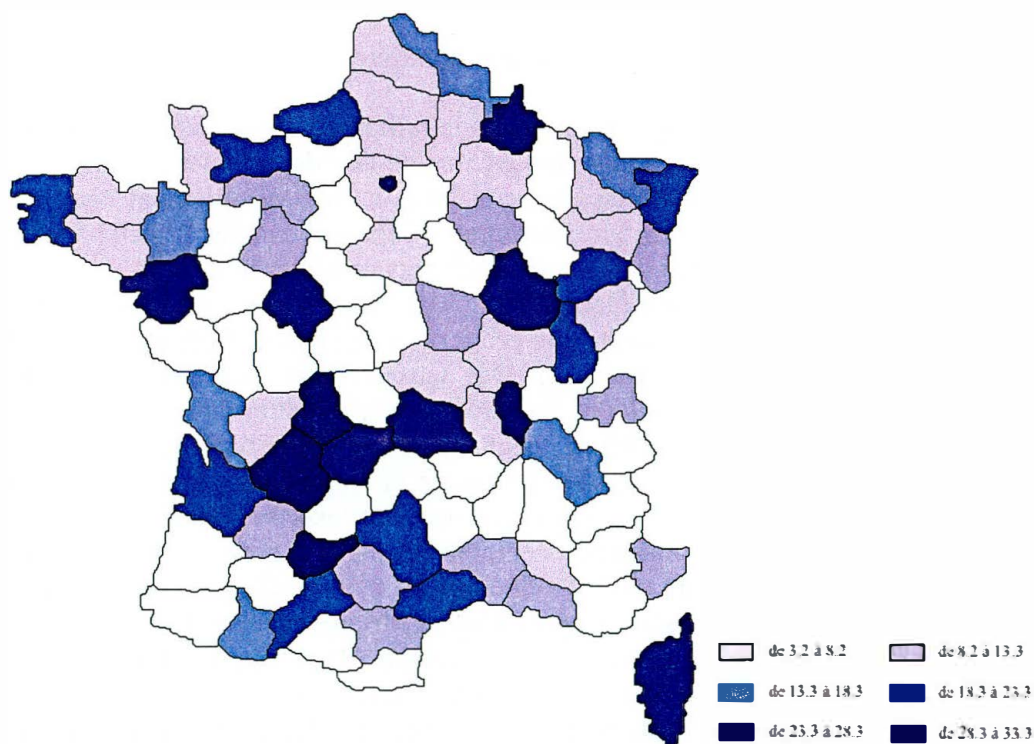 de 3.2 à 8.2
de 8.2 à 13.3
de 13.3 à 18.3
de 18.3 à 23.3
de 23.3 à 28.3
de 28.3 à 33.3